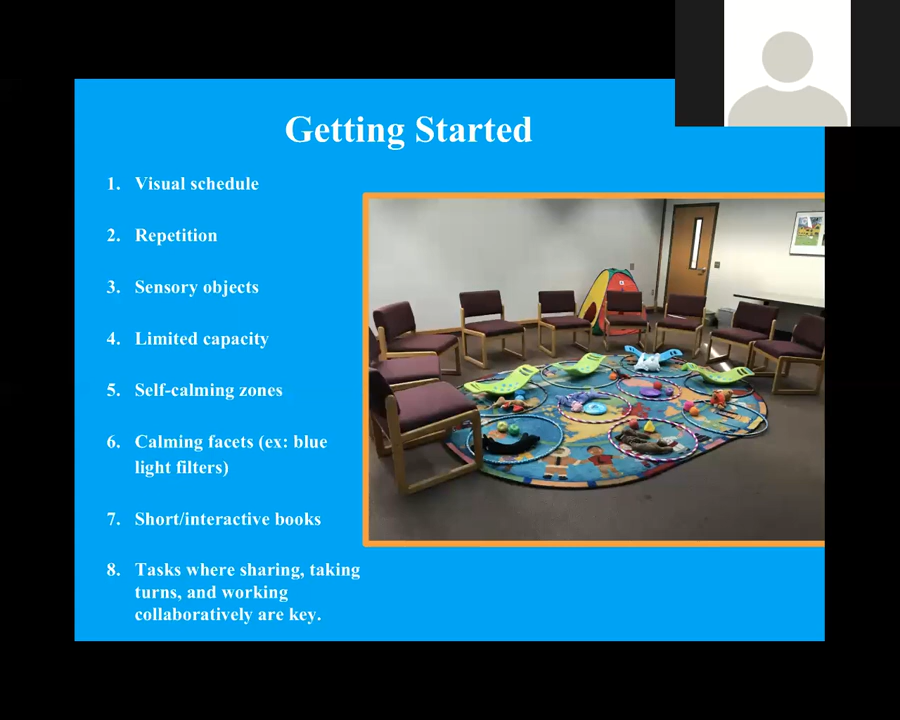 Getting Started
1. Visual schedule
2. Repetition
3. Sensory objects
4. Limited capacity
5. Self-calming zones
6. Calming facets (ex: blue
light filters)
7. Short/interactive books
8. Tasks where sharing, taking
turns, and working
collaboratively are key.